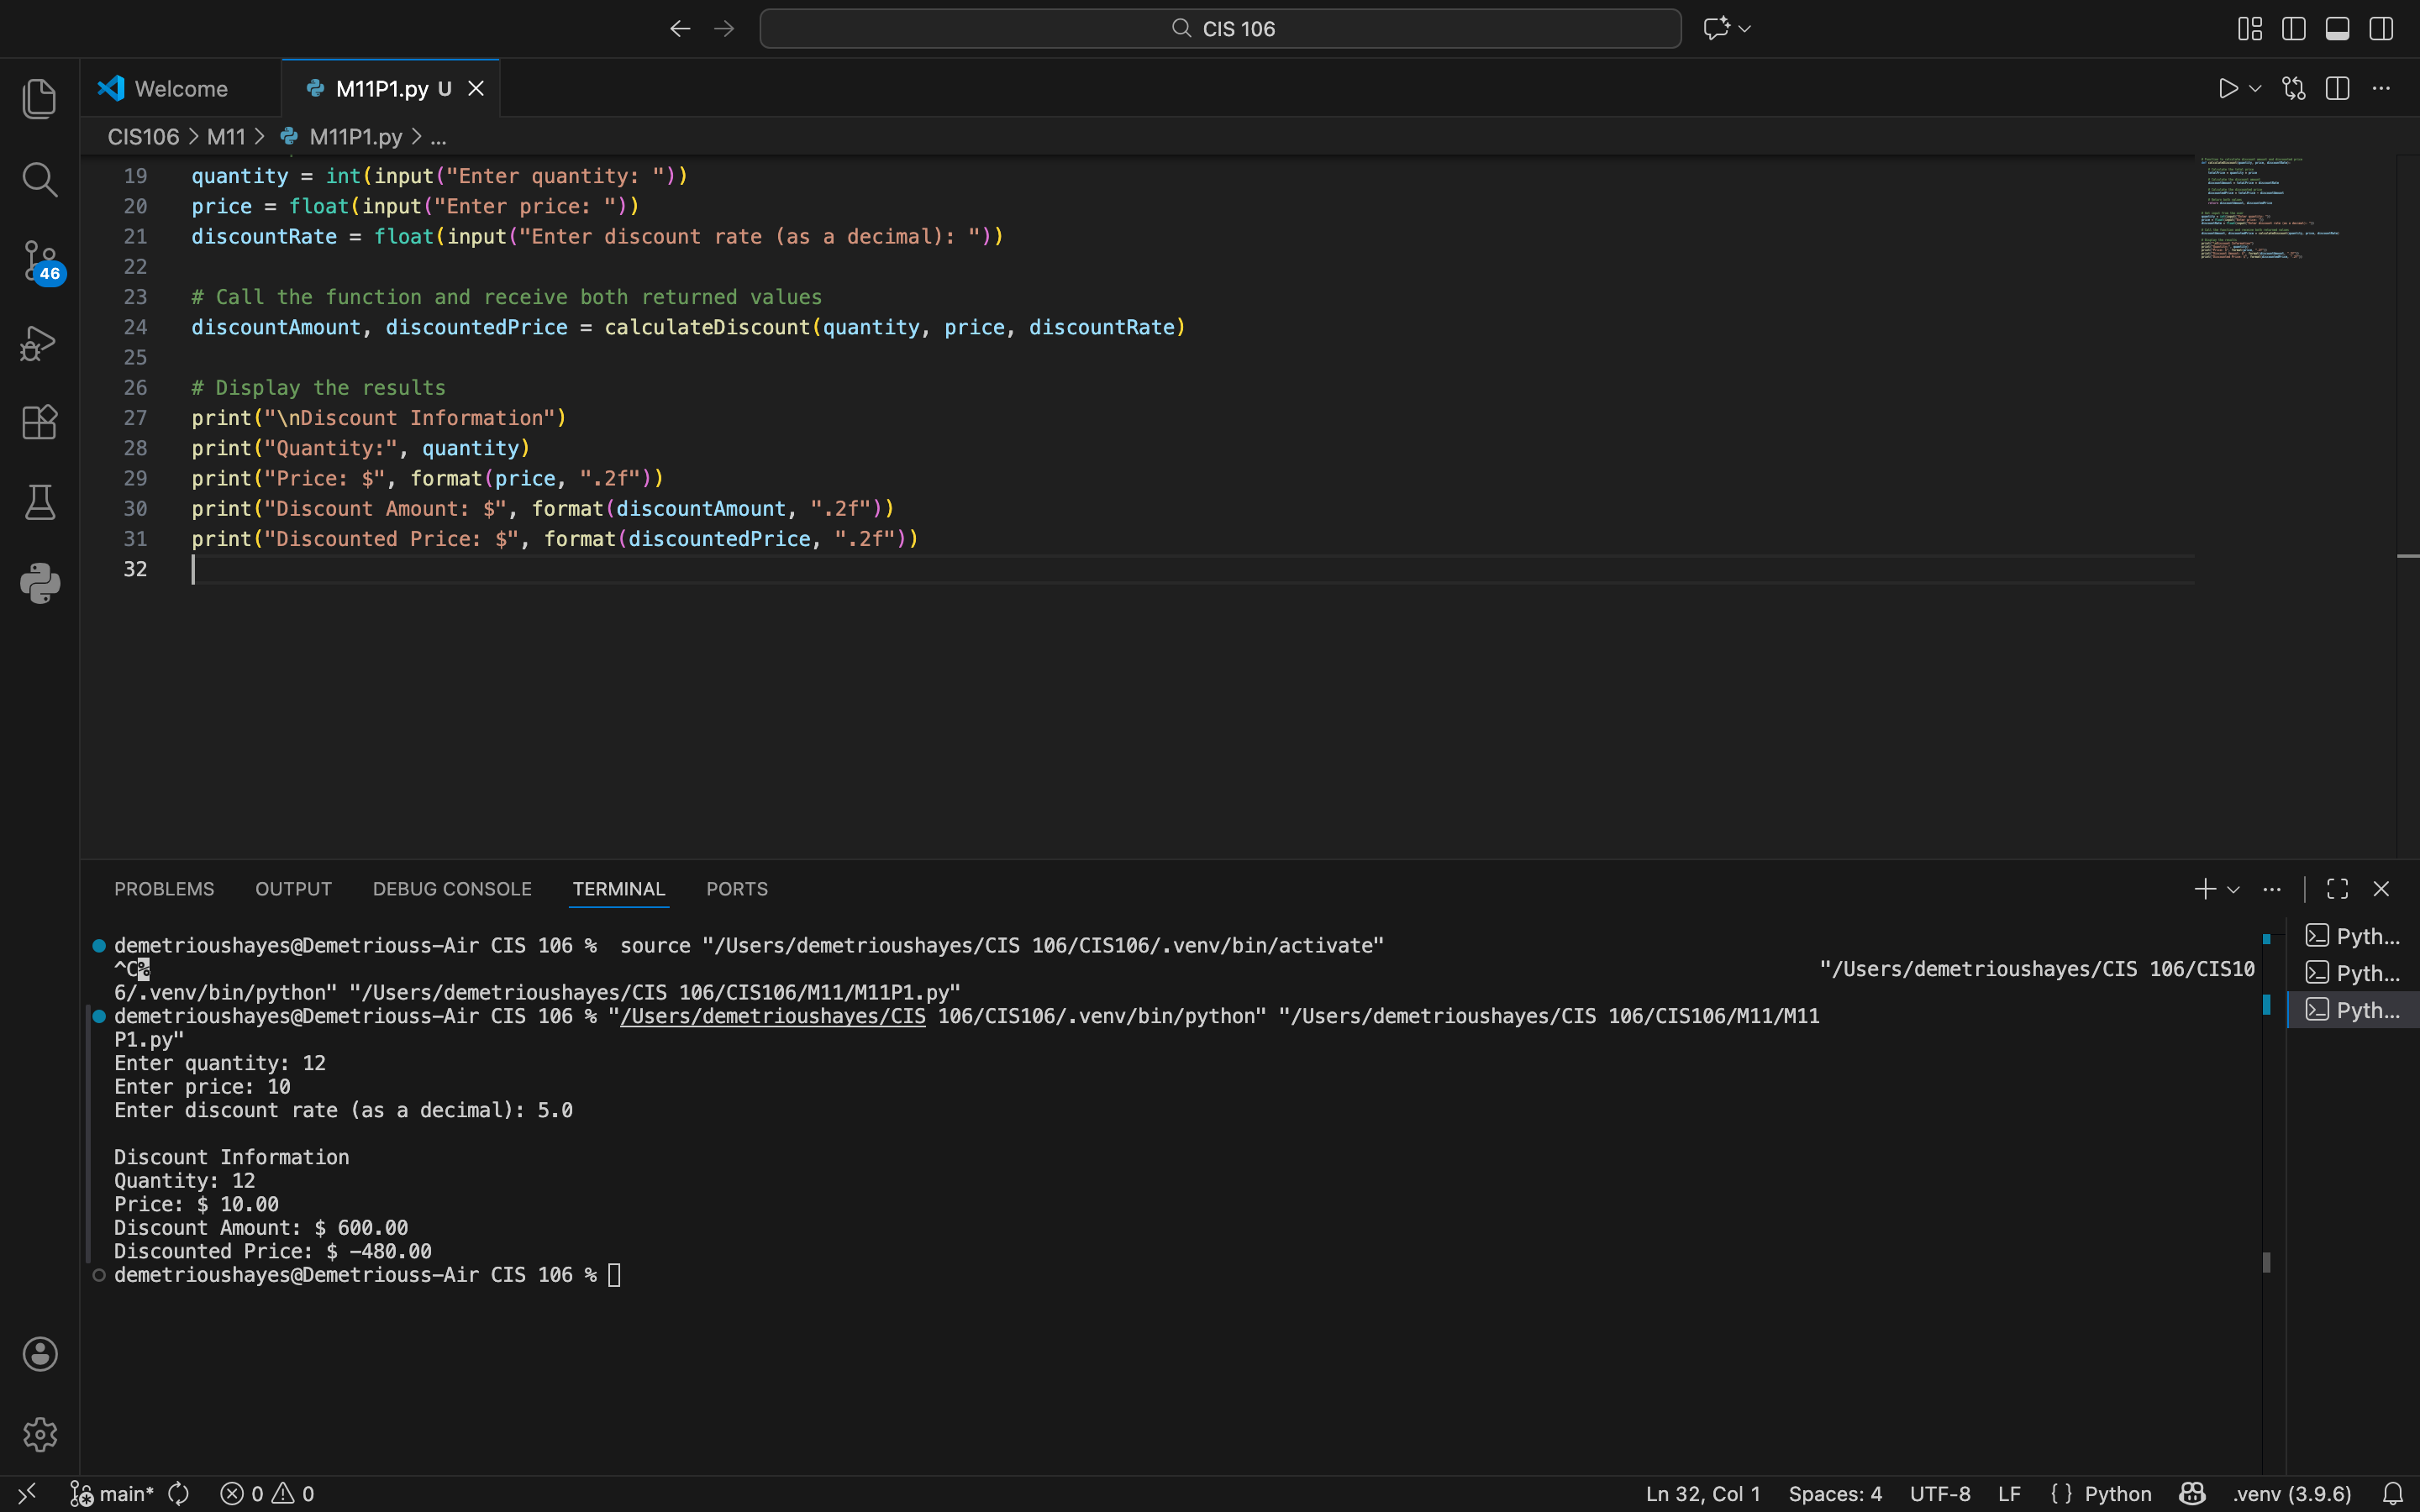 CIS 106
Welcome
M11P1.py U
CIS106 > M11 > M11P1.py > ...
19 quantity = int(input("Enter quantity: "))
20 price = float(input("Enter price: "))
21 discountRate = float(input("Enter discount rate (as a decimal): "))
22
23 # Call the function and receive both returned values
24 discountAmount, discountedPrice = calculateDiscount(quantity, price, discountRate)
25
26 # Display the results
27 print("\nDiscount Information")
28 print("Quantity:", quantity)
29 print("Price: $", format(price, ".2f"))
30 print("Discount Amount: $", format(discountAmount, ".2f"))
31 print("Discounted Price: $", format(discountedPrice, ".2f"))
32
46
PROBLEMS OUTPUT DEBUG CONSOLE TERMINAL PORTS
demetrioushayes@Demetriouss-Air CIS 106 %  source "/Users/demetrioushayes/CIS 106/CIS106/.venv/bin/activate"
^C% "/Users/demetrioushayes/CIS 106/CIS10
6/.venv/bin/python" "/Users/demetrioushayes/CIS 106/CIS106/M11/M11P1.py"
demetrioushayes@Demetriouss-Air CIS 106 % "/Users/demetrioushayes/CIS 106/CIS106/.venv/bin/python" "/Users/demetrioushayes/CIS 106/CIS106/M11/M11
P1.py"
Enter quantity: 12
Enter price: 10
Enter discount rate (as a decimal): 5.0
Discount Information
Quantity: 12
Price: $ 10.00
Discount Amount: $ 600.00
Discounted Price: $ -480.00
demetrioushayes@Demetriouss-Air CIS 106 %
Pyth...
Pyth...
Pyth...
main* 0 0 Ln 32, Col 1 Spaces: 4 UTF-8 LF { } Python .venv (3.9.6)